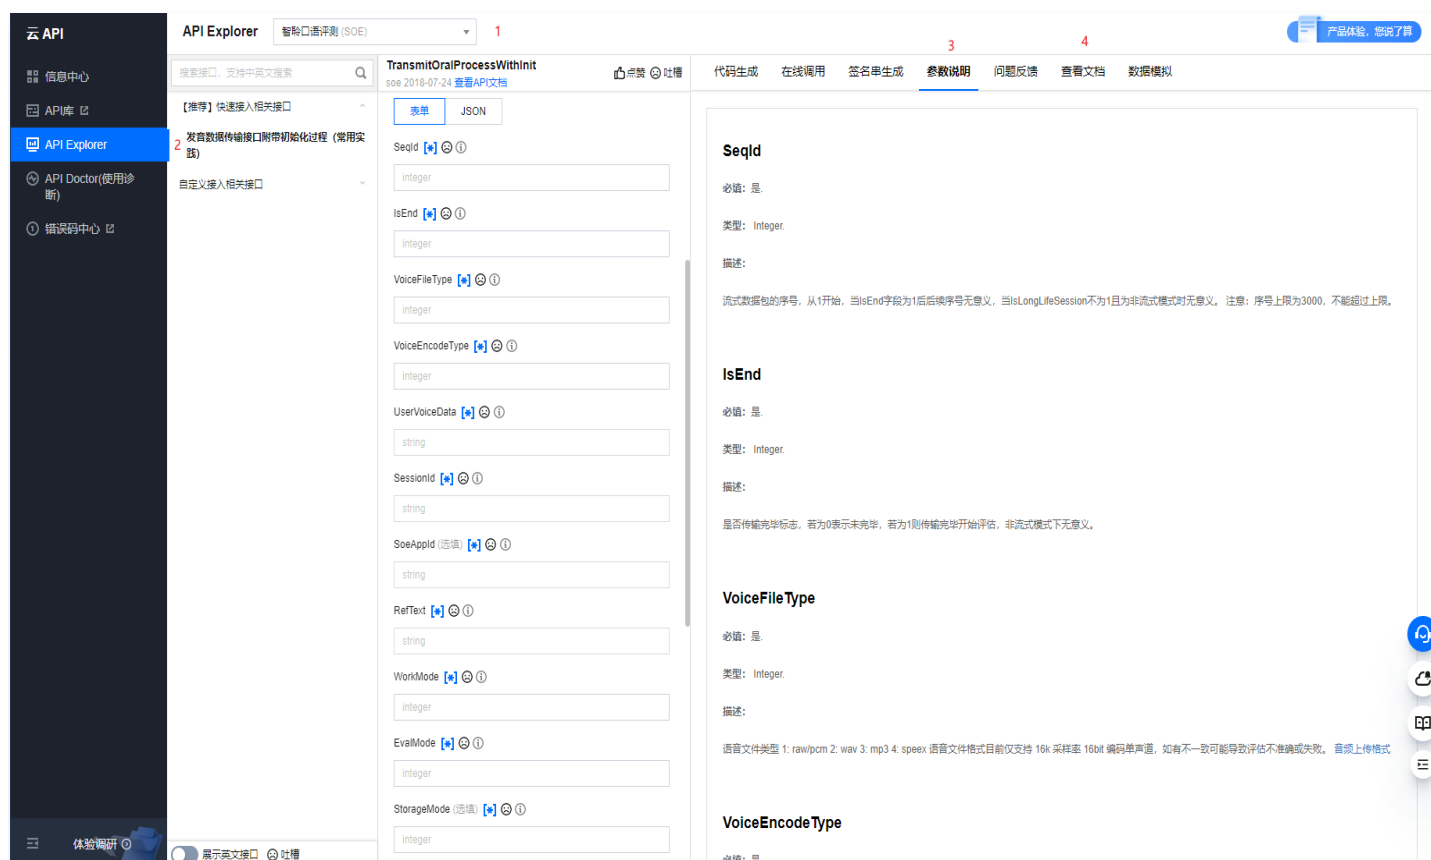 云 API
API Explorer
智聆口语评测 (SOE)
1
产品体验，您说了算
信息中心
API库
API Explorer
API Doctor(使用诊
断)
错误码中心
体验调研
搜索接口，支持中英文搜索
【推荐】快速接入相关接口
2
发音数据传输接口附带初始化过程（常用实
践)
自定义接入相关接口
展示英文接口
吐槽
TransmitOralProcessWithInit
点赞
吐槽
soe 2018-07-24 查看API文档
表单
JSON
SeqId [*]
integer
IsEnd [*]
integer
VoiceFileType [*]
integer
VoiceEncodeType [*]
integer
UserVoiceData [*]
string
SessionId [*]
string
SoeAppId (选填) [*]
string
RefText [*]
string
WorkMode [*]
integer
EvalMode [*]
integer
StorageMode (选填) [*]
integer
3
4
代码生成
在线调用
签名串生成
参数说明
问题反馈
查看文档
数据模拟
SeqId
必填：是.
类型： Integer.
描述：
流式数据包的序号，从1开始，当IsEnd字段为1后后续序号无意义，当IsLongLifeSession不为1且为非流式模式时无意义。 注意：序号上限为3000，不能超过上限。
IsEnd
必填：是.
类型： Integer.
描述：
是否传输完毕标志，若为0表示未完毕，若为1则传输完毕开始评估，非流式模式下无意义。
VoiceFileType
必填：是.
类型： Integer.
描述：
语音文件类型 1: raw/pcm 2: wav 3: mp3 4: speex 语音文件格式目前仅支持 16k 采样率 16bit 编码单声道，如有不一致可能导致评估不准确或失败。 音频上传格式
VoiceEncodeType
必填：是